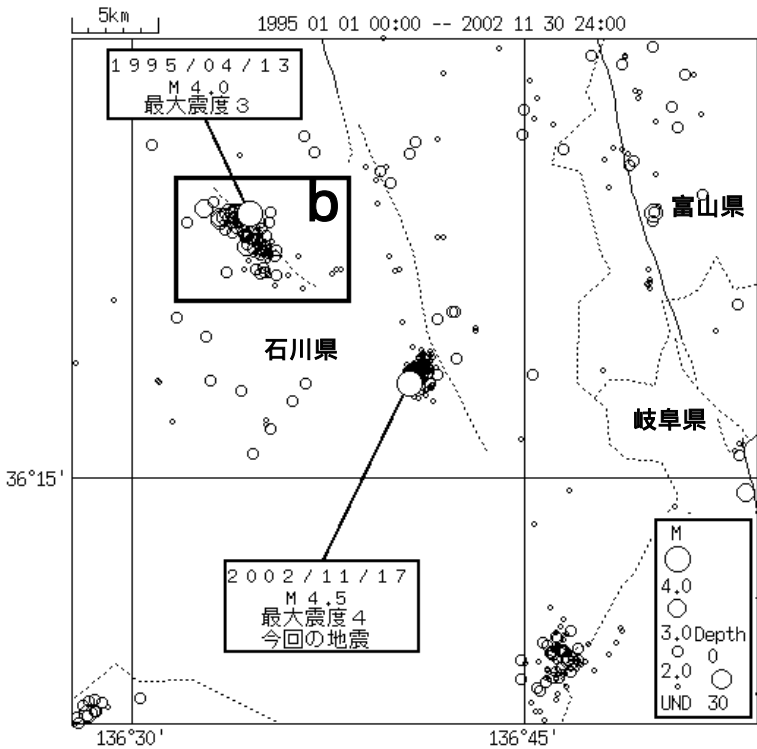 5km
1995 01 01 00:00 -- 2002 11 30 24:00
1995/04/13
M 4.0
最大震度3
b
富山県
石川県
岐阜県
36°15'
2002/11/17
M 4.5
最大震度4
今回の地震
M
4.0
3.0 Depth
0
2.0
UND 30
136°30'
136°45'